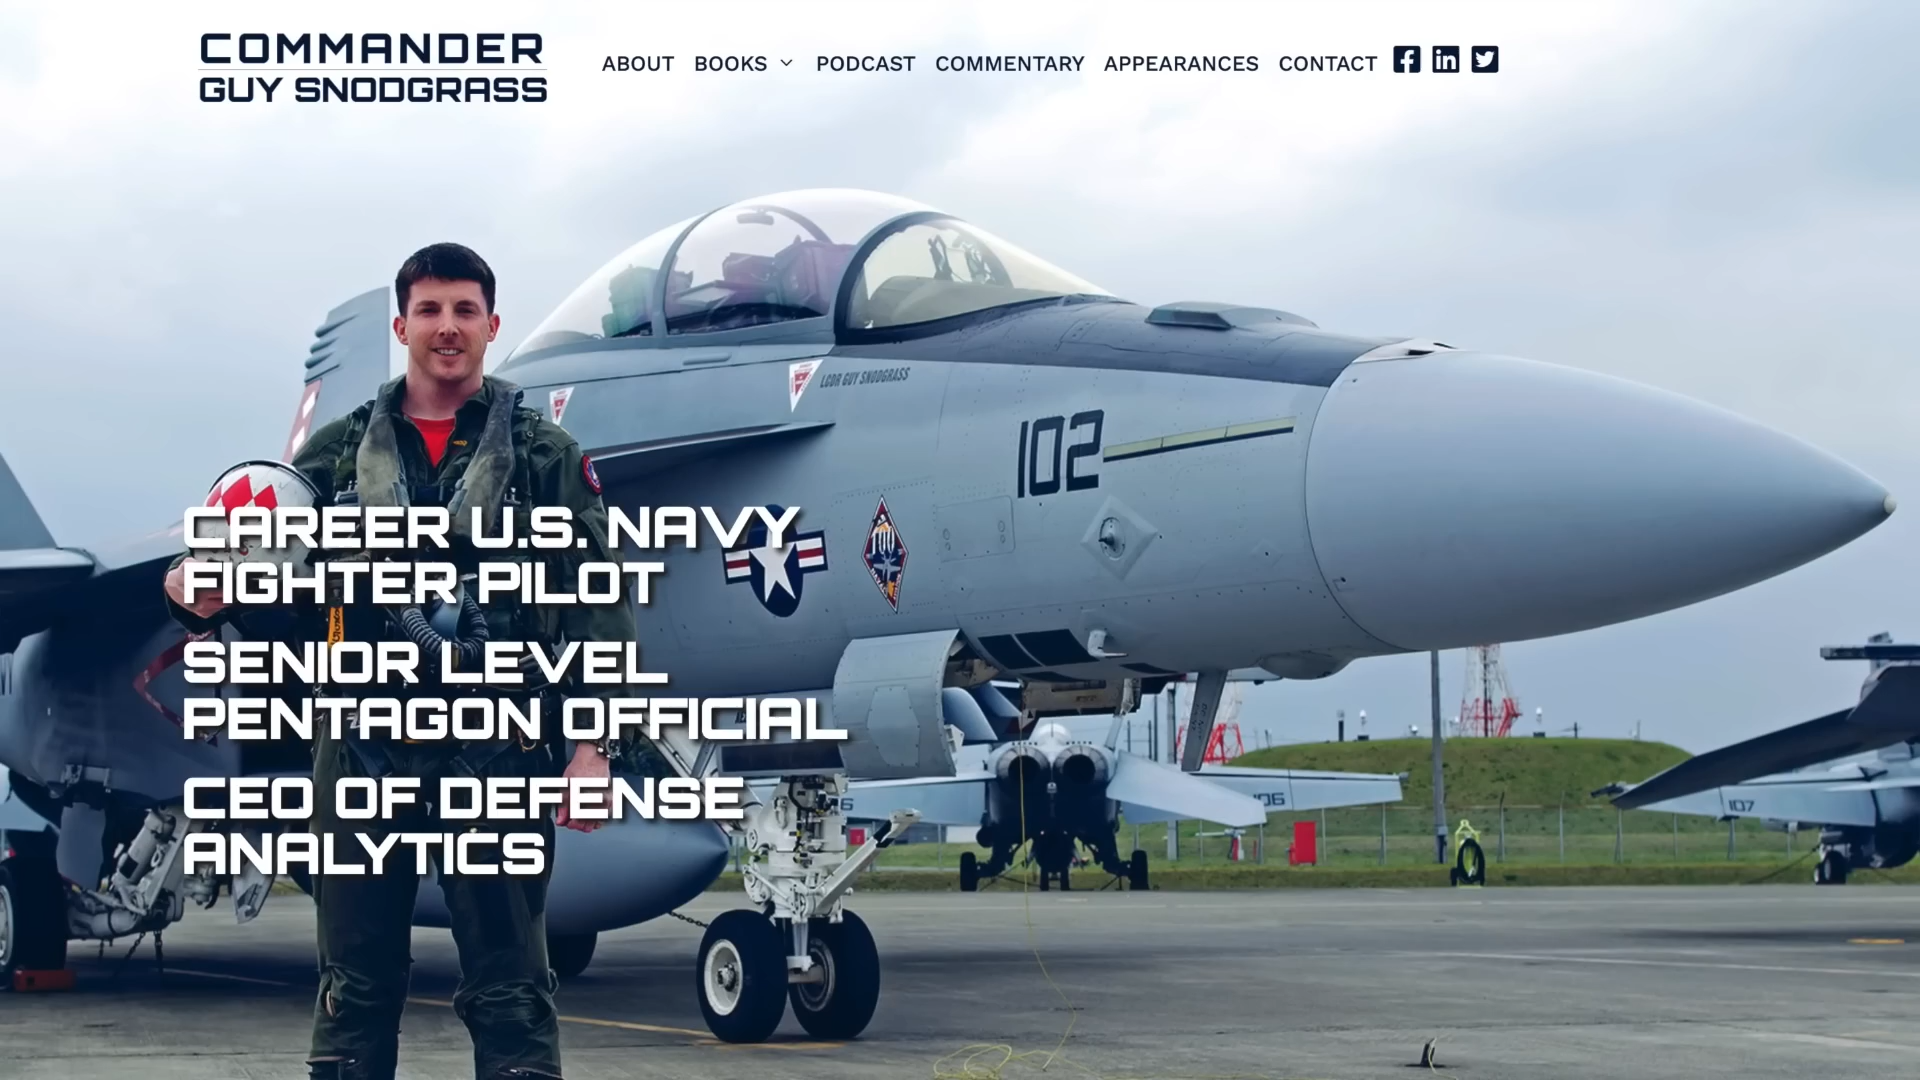 COMMANDER
GUY SNODGRASS
ABOUT BOOKS PODCAST COMMENTARY APPEARANCES CONTACT
LCDR GUY SNODGRASS
102
CAREER U.S. NAVY
FIGHTER PILOT
SENIOR LEVEL
PENTAGON OFFICIAL
CEO OF DEFENSE
ANALYTICS
106
107